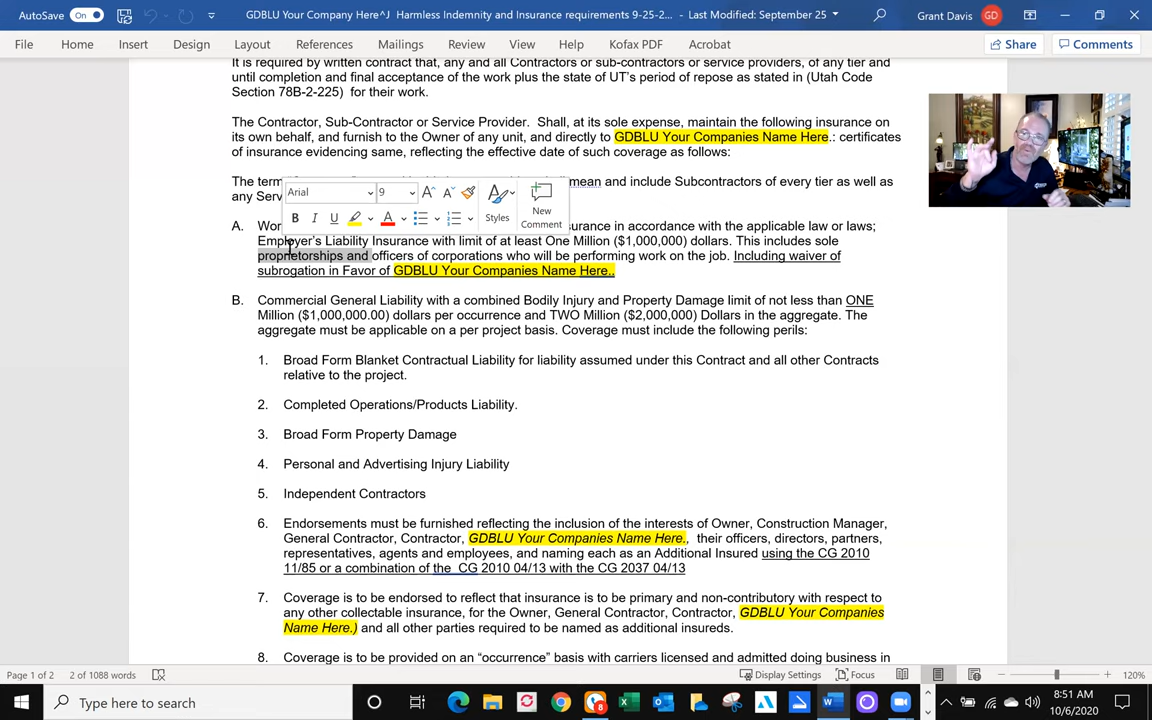 AutoSave On GDBLU Your Company Here^J Harmless Indemnity and Insurance requirements 9-25-2... - Last Modified: September 25 Grant Davis GD
File Home Insert Design Layout References Mailings Review View Help Kofax PDF Acrobat Share Comments
It is required by written contract that, any and all Contractors or sub-contractors or service providers, of any tier and
until completion and final acceptance of the work plus the state of UT's period of repose as stated in (Utah Code
Section 78B-2-225) for their work.
The Contractor, Sub-Contractor or Service Provider. Shall, at its sole expense, maintain the following insurance on
its own behalf, and furnish to the Owner of any unit, and directly to GDBLU Your Companies Name Here.: certificates
of insurance evidencing same, reflecting the effective date of such coverage as follows:
The term mean and include Subcontractors of every tier as well as
any Serv
Arial 9
B I U A Styles New
Comment
A. Wor urance in accordance with the applicable law or laws;
Employer's Liability Insurance with limit of at least One Million ($1,000,000) dollars. This includes sole
proprietorships and officers of corporations who will be performing work on the job. Including waiver of
subrogation in Favor of GDBLU Your Companies Name Here..
B. Commercial General Liability with a combined Bodily Injury and Property Damage limit of not less than ONE
Million ($1,000,000.00) dollars per occurrence and TWO Million ($2,000,000) Dollars in the aggregate. The
aggregate must be applicable on a per project basis. Coverage must include the following perils:
1. Broad Form Blanket Contractual Liability for liability assumed under this Contract and all other Contracts
relative to the project.
2. Completed Operations/Products Liability.
3. Broad Form Property Damage
4. Personal and Advertising Injury Liability
5. Independent Contractors
6. Endorsements must be furnished reflecting the inclusion of the interests of Owner, Construction Manager,
General Contractor, Contractor, GDBLU Your Companies Name Here., their officers, directors, partners,
representatives, agents and employees, and naming each as an Additional Insured using the CG 2010
11/85 or a combination of the CG 2010 04/13 with the CG 2037 04/13
7. Coverage is to be endorsed to reflect that insurance is to be primary and non-contributory with respect to
any other collectable insurance, for the Owner, General Contractor, Contractor, GDBLU Your Companies
Name Here.) and all other parties required to be named as additional insureds.
8. Coverage is to be provided on an “occurrence” basis with carriers licensed and admitted doing business in
Page 1 of 2 2 of 1088 words Display Settings Focus 120%
Type here to search 8:51 AM
10/6/2020